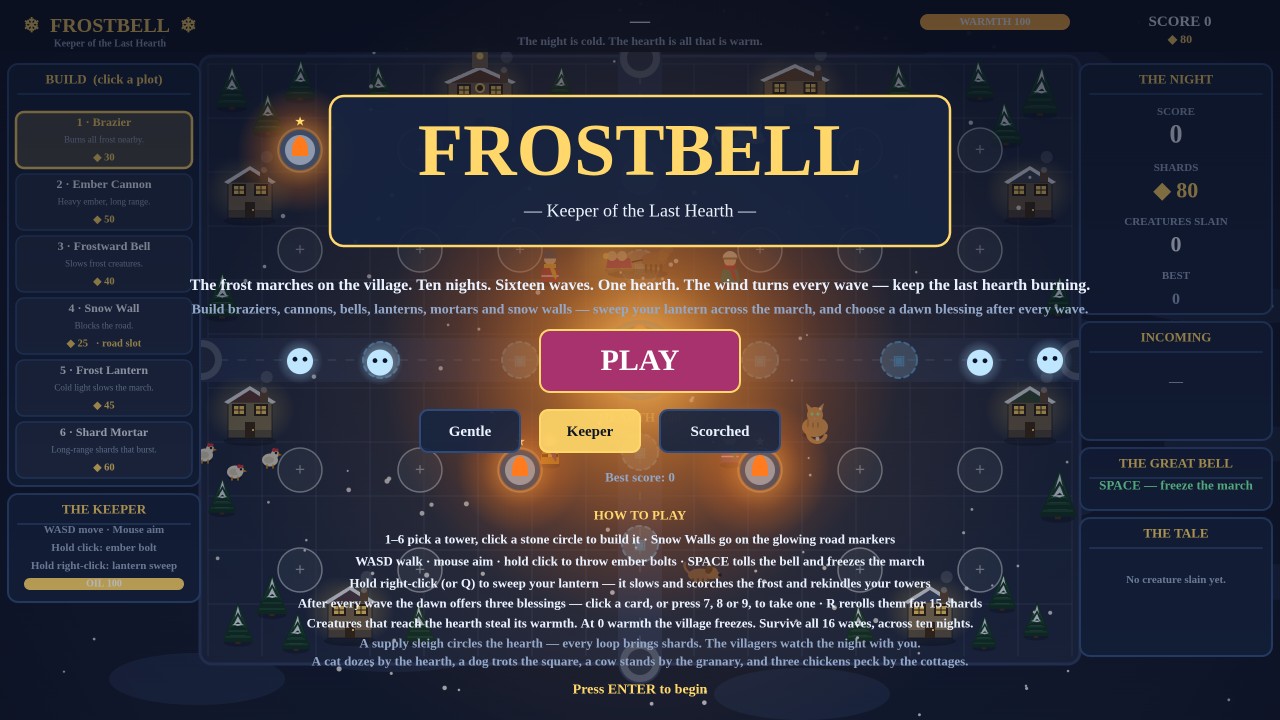 ❄ FROSTBELL ❄
Keeper of the Last Hearth
—
The night is cold. The hearth is all that is warm.
WARMTH 100
SCORE 0
◆ 80
BUILD (click a plot)
1 · Brazier
Burns all frost nearby.
◆ 30
2 · Ember Cannon
Heavy ember, long range.
◆ 50
3 · Frostward Bell
Slows frost creatures.
◆ 40
4 · Snow Wall
Blocks the road.
◆ 25 · road slot
5 · Frost Lantern
Cold light slows the march.
◆ 45
6 · Shard Mortar
Long-range shards that burst.
◆ 60
THE KEEPER
WASD move · Mouse aim
Hold click: ember bolt
Hold right-click: lantern sweep
OIL 100
FROSTBELL
— Keeper of the Last Hearth —
The frost marches on the village. Ten nights. Sixteen waves. One hearth. The wind turns every wave — keep the last hearth burning.
Build braziers, cannons, bells, lanterns, mortars and snow walls — sweep your lantern across the march, and choose a dawn blessing after every wave.
PLAY
Gentle
Keeper
Scorched
Best score: 0
HOW TO PLAY
1–6 pick a tower, click a stone circle to build it · Snow Walls go on the glowing road markers
WASD walk · mouse aim · hold click to throw ember bolts · SPACE tolls the bell and freezes the march
Hold right-click (or Q) to sweep your lantern — it slows and scorches the frost and rekindles your towers
After every wave the dawn offers three blessings — click a card, or press 7, 8 or 9, to take one · R rerolls them for 15 shards
Creatures that reach the hearth steal its warmth. At 0 warmth the village freezes. Survive all 16 waves, across ten nights.
A supply sleigh circles the hearth — every loop brings shards. The villagers watch the night with you.
A cat dozes by the hearth, a dog trots the square, a cow stands by the granary, and three chickens peck by the cottages.
Press ENTER to begin
THE NIGHT
SCORE
0
SHARDS
◆ 80
CREATURES SLAIN
0
BEST
0
INCOMING
—
THE GREAT BELL
SPACE — freeze the march
THE TALE
No creature slain yet.